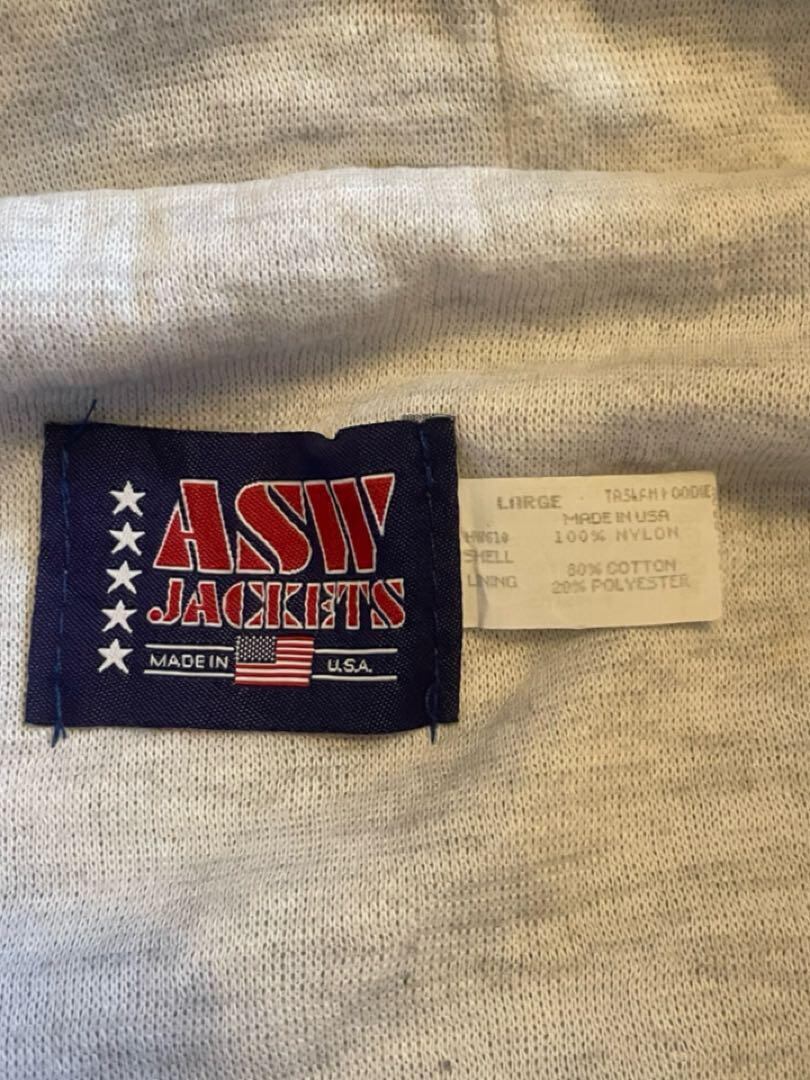 ASW
JACKETS
MADE IN U.S.A.
LARGE
MADE IN USA
100% NYLON
SHELL
80% COTTON
LINING 20% POLYESTER